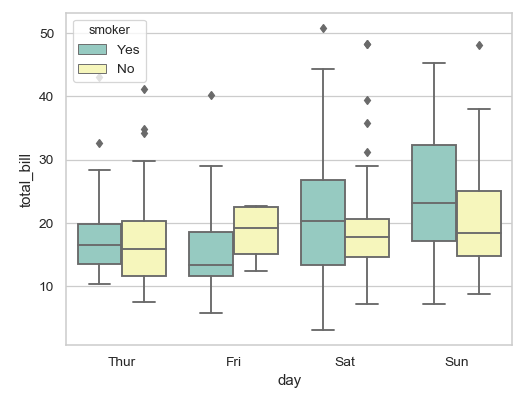 smoker
Yes
No
50
40
30
20
10
total_bill
Thur Fri Sat Sun
day